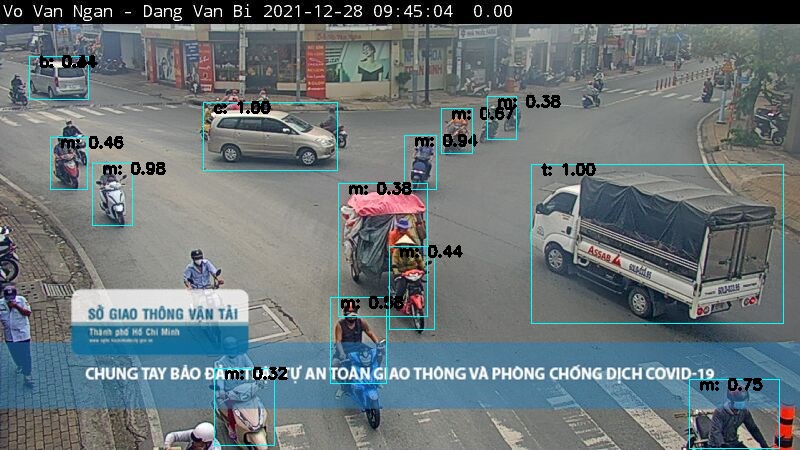 Vo Van Ngan - Dang Van Bi 2021-12-28 09:45:04 0.00
c: 1.00
m: 0.38
m: 0.67
m: 0.94
m: 0.46
m: 0.98
t: 1.00
m: 0.38
m: 0.44
ASSAB
SỞ GIAO THÔNG VẬN TẢI
Thành phố Hồ Chí Minh
CHUNG TAY BẢO AN TOÀN GIAO THÔNG VÀ PHÒNG CHỐNG DỊCH COVID-19
m: 0.32
m: 0.75